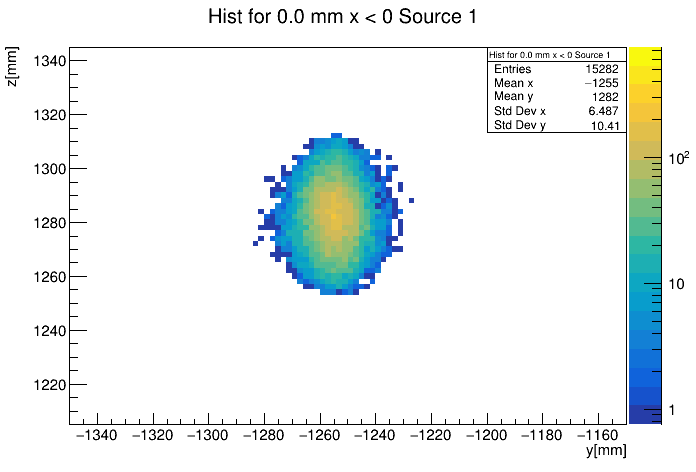 Hist for 0.0 mm x < 0 Source 1
z[mm]
1340
1320
1300
1280
1260
1240
1220
Hist for 0.0 mm x < 0 Source 1
Entries 15282
Mean x −1255
Mean y 1282
Std Dev x 6.487
Std Dev y 10.41
10²
10
1
−1340 −1320 −1300 −1280 −1260 −1240 −1220 −1200 −1180 −1160
y[mm]